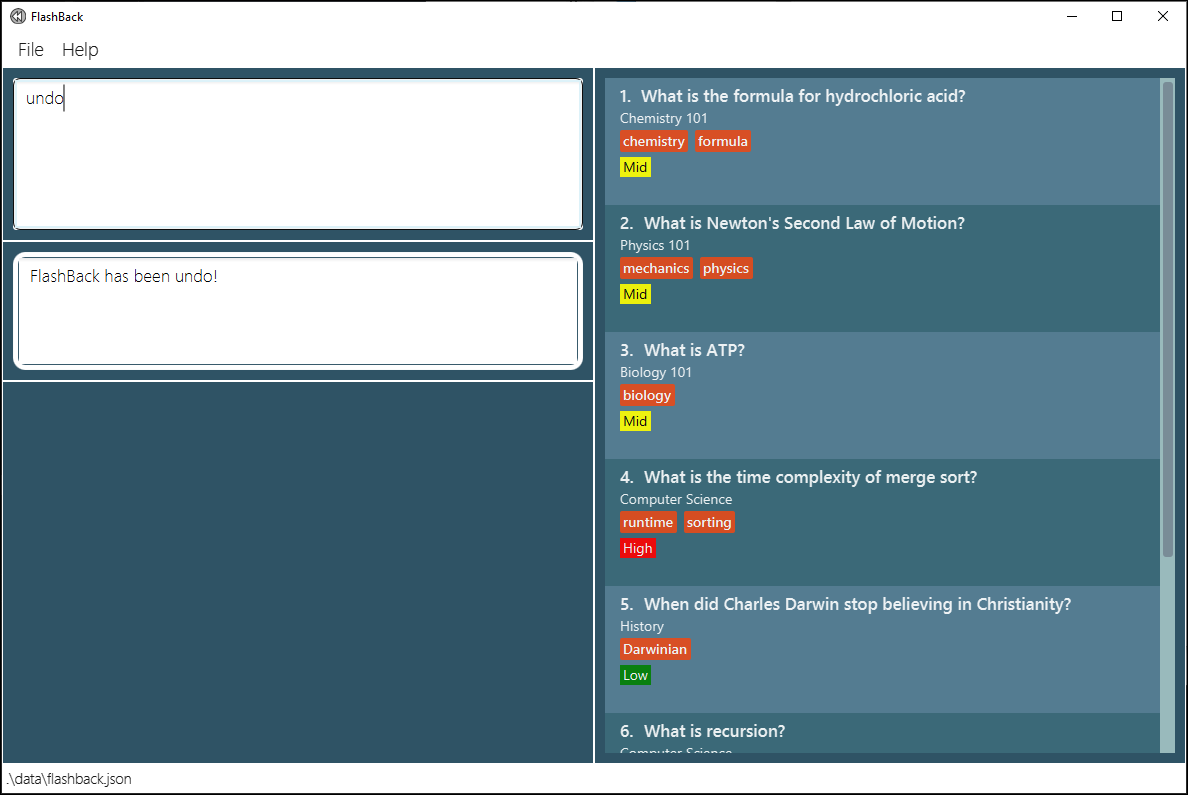 FlashBack
File Help
undo
FlashBack has been undo!
1. What is the formula for hydrochloric acid?
Chemistry 101
chemistry formula
Mid
2. What is Newton's Second Law of Motion?
Physics 101
mechanics physics
Mid
3. What is ATP?
Biology 101
biology
Mid
4. What is the time complexity of merge sort?
Computer Science
runtime sorting
High
5. When did Charles Darwin stop believing in Christianity?
History
Darwinian
Low
6. What is recursion?
Computer Science
.\data\flashback.json